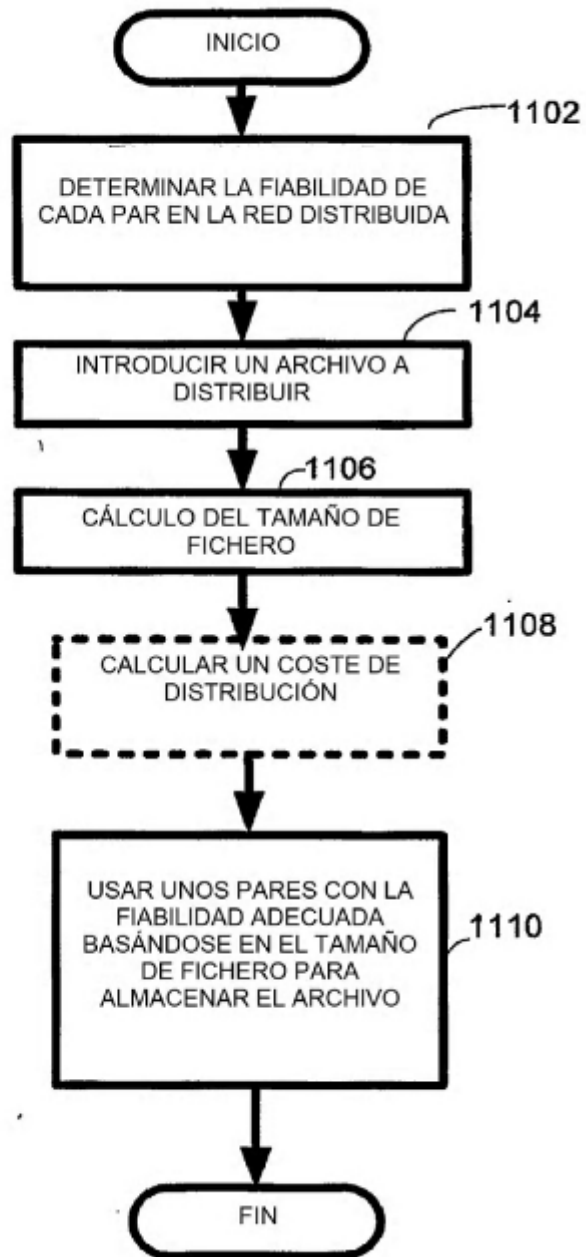 INICIO
1102
DETERMINAR LA FIABILIDAD DE
CADA PAR EN LA RED DISTRIBUIDA
1104
INTRODUCIR UN ARCHIVO A
DISTRIBUIR
1106
CÁLCULO DEL TAMAÑO DE
FICHERO
1108
CALCULAR UN COSTE DE
DISTRIBUCIÓN
USAR UNOS PARES CON LA
FIABILIDAD ADECUADA
BASÁNDOSE EN EL TAMAÑO
DE FICHERO PARA
ALMACENAR EL ARCHIVO
1110
FIN